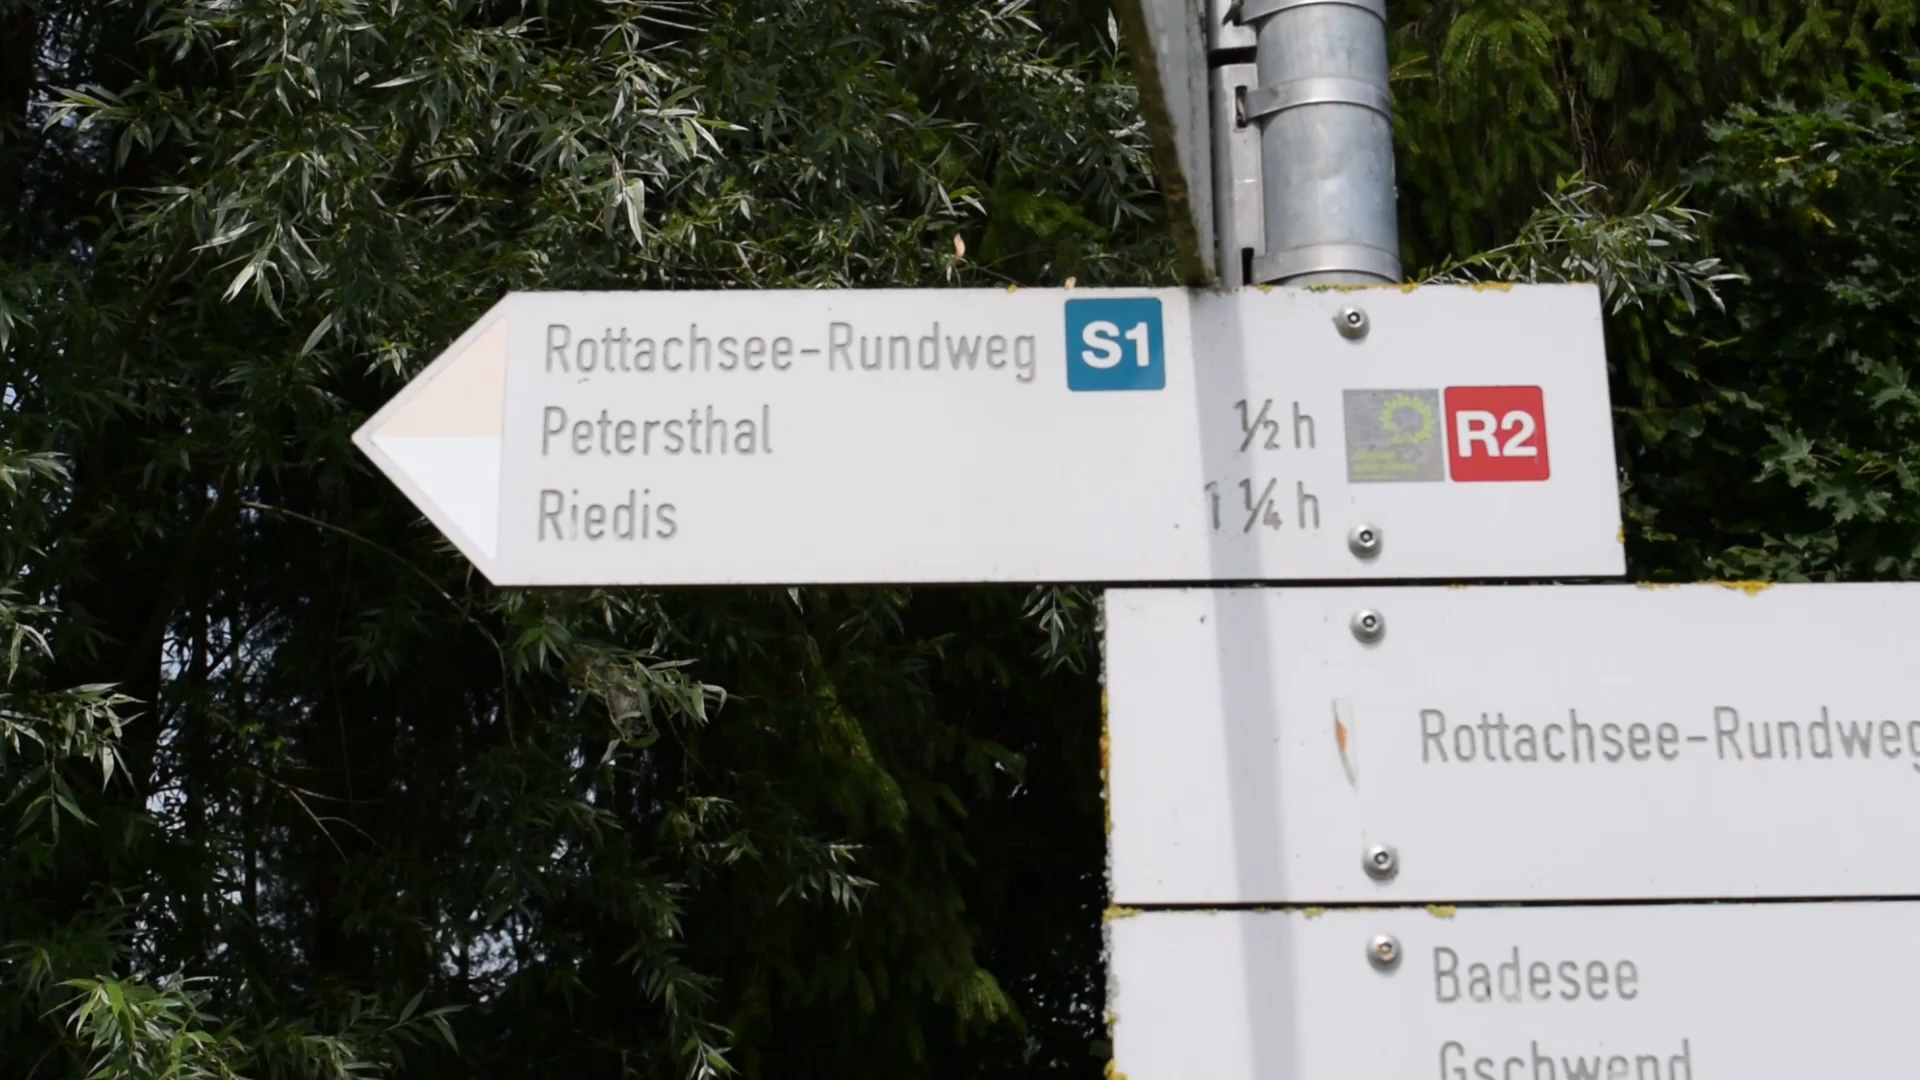 Rottachsee-Rundweg S1
Petersthal ½ h R2
Riedis 1 ¼ h
Rottachsee-Rundweg
Badesee
Gschwend